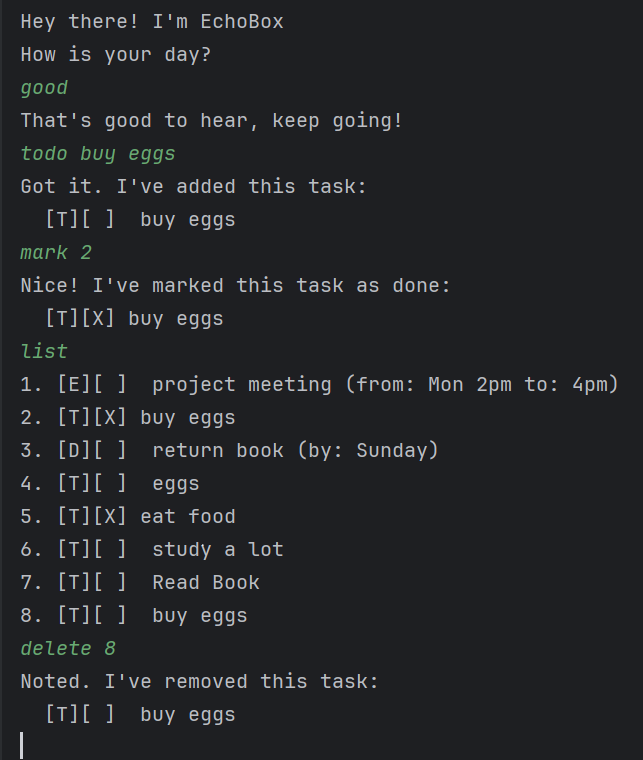 Hey there! I'm EchoBox
How is your day?
good
That's good to hear, keep going!
todo buy eggs
Got it. I've added this task:
  [T][ ]  buy eggs
mark 2
Nice! I've marked this task as done:
  [T][X] buy eggs
list
1. [E][ ]  project meeting (from: Mon 2pm to: 4pm)
2. [T][X] buy eggs
3. [D][ ]  return book (by: Sunday)
4. [T][ ]  eggs
5. [T][X] eat food
6. [T][ ]  study a lot
7. [T][ ]  Read Book
8. [T][ ]  buy eggs
delete 8
Noted. I've removed this task:
  [T][ ]  buy eggs